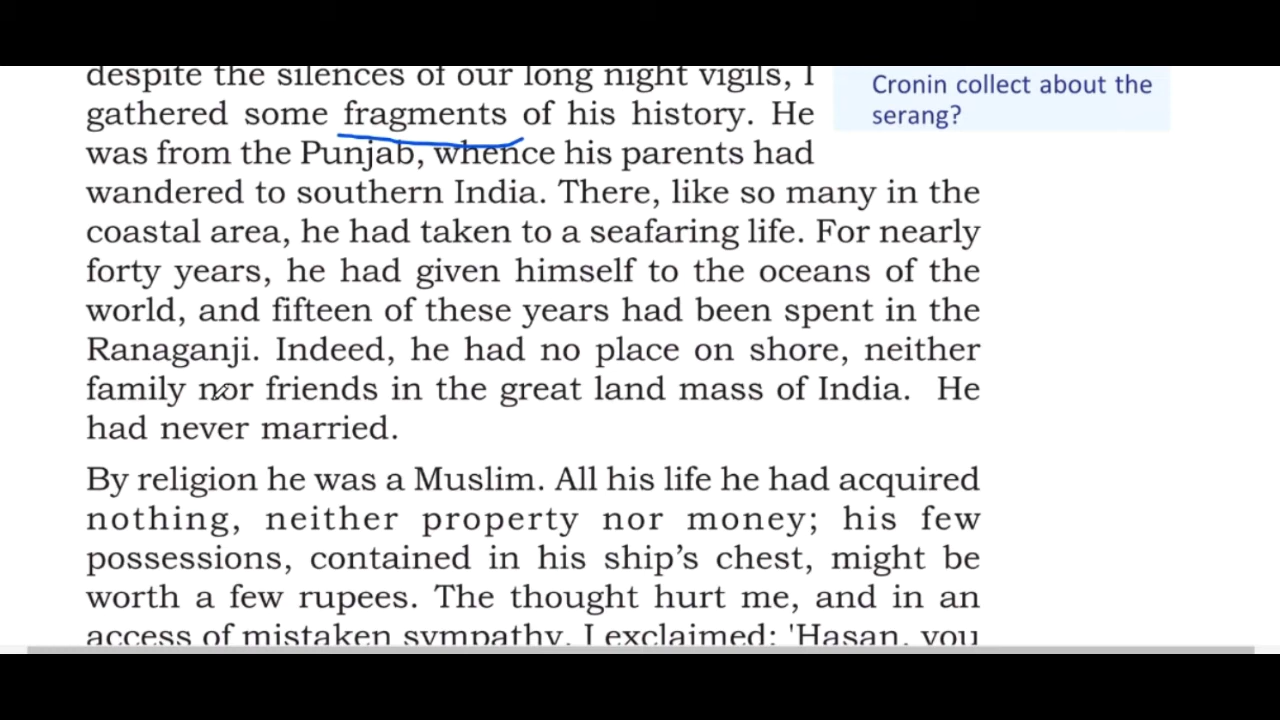 despite the silences of our long night vigils, I
gathered some fragments of his history. He
was from the Punjab, whence his parents had
wandered to southern India. There, like so many in the
coastal area, he had taken to a seafaring life. For nearly
forty years, he had given himself to the oceans of the
world, and fifteen of these years had been spent in the
Ranaganji. Indeed, he had no place on shore, neither
family nor friends in the great land mass of India. He
had never married.
By religion he was a Muslim. All his life he had acquired
nothing, neither property nor money; his few
possessions, contained in his ship's chest, might be
worth a few rupees. The thought hurt me, and in an
access of mistaken sympathy, I exclaimed: 'Hasan, you
Cronin collect about the
serang?